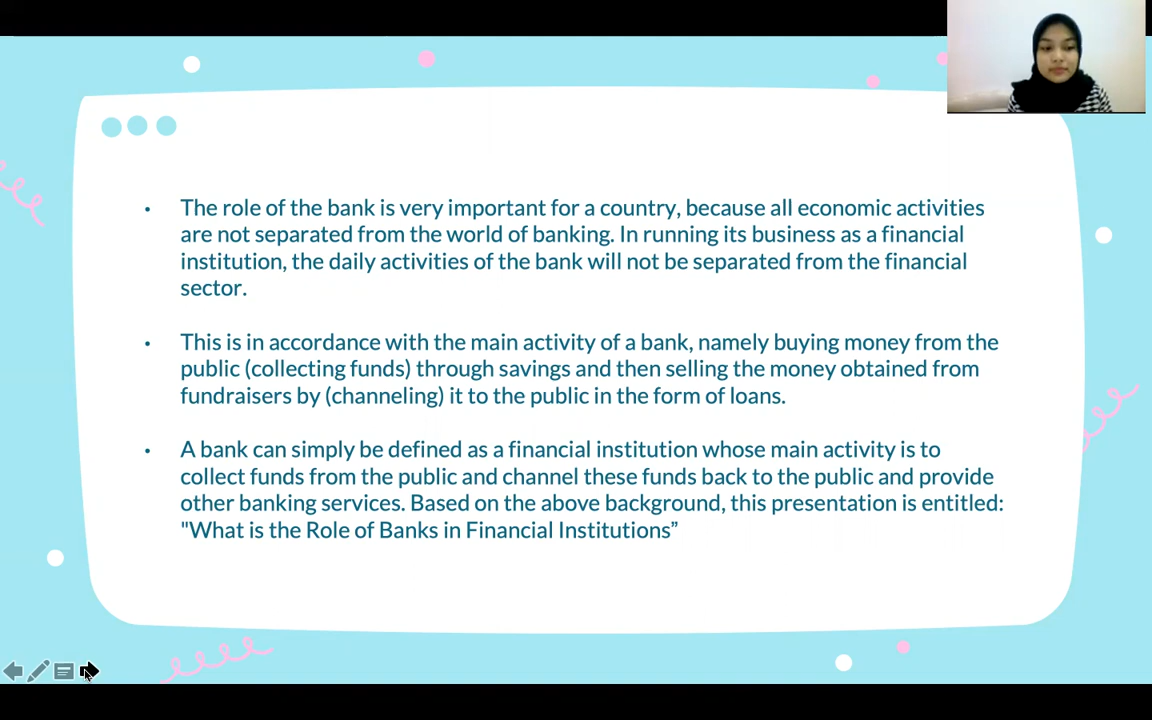 • The role of the bank is very important for a country, because all economic activities
are not separated from the world of banking. In running its business as a financial
institution, the daily activities of the bank will not be separated from the financial
sector.
• This is in accordance with the main activity of a bank, namely buying money from the
public (collecting funds) through savings and then selling the money obtained from
fundraisers by (channeling) it to the public in the form of loans.
• A bank can simply be defined as a financial institution whose main activity is to
collect funds from the public and channel these funds back to the public and provide
other banking services. Based on the above background, this presentation is entitled:
"What is the Role of Banks in Financial Institutions”